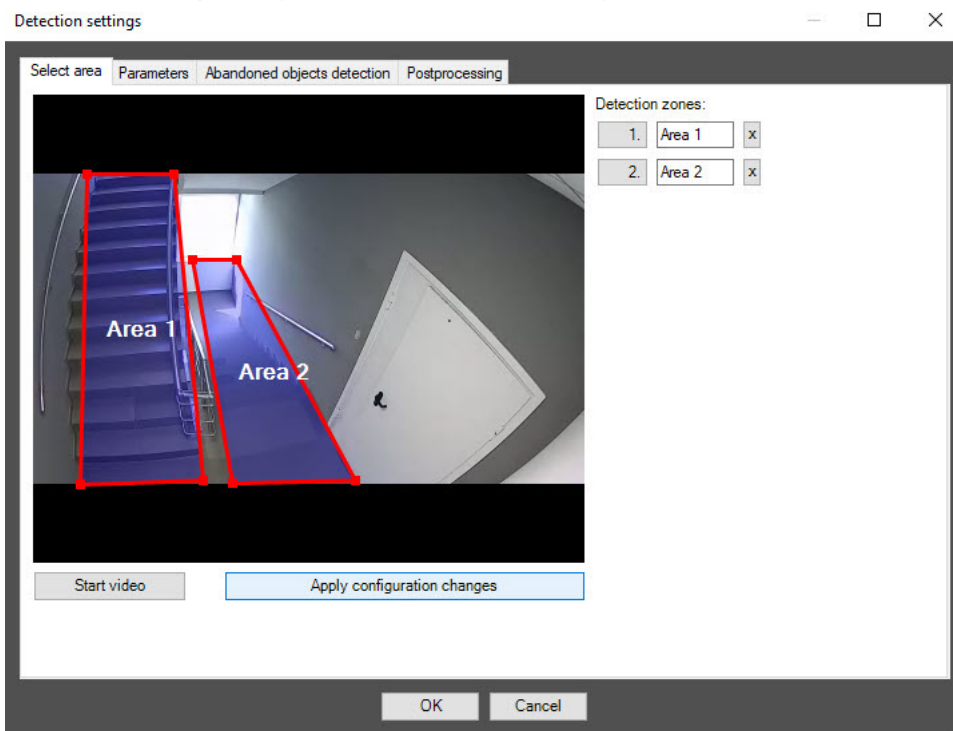 Detection settings
Select area Parameters Abandoned objects detection Postprocessing
Detection zones:
1. Area 1 x
2. Area 2 x
Area 1
Area 2
Start video Apply configuration changes
OK Cancel